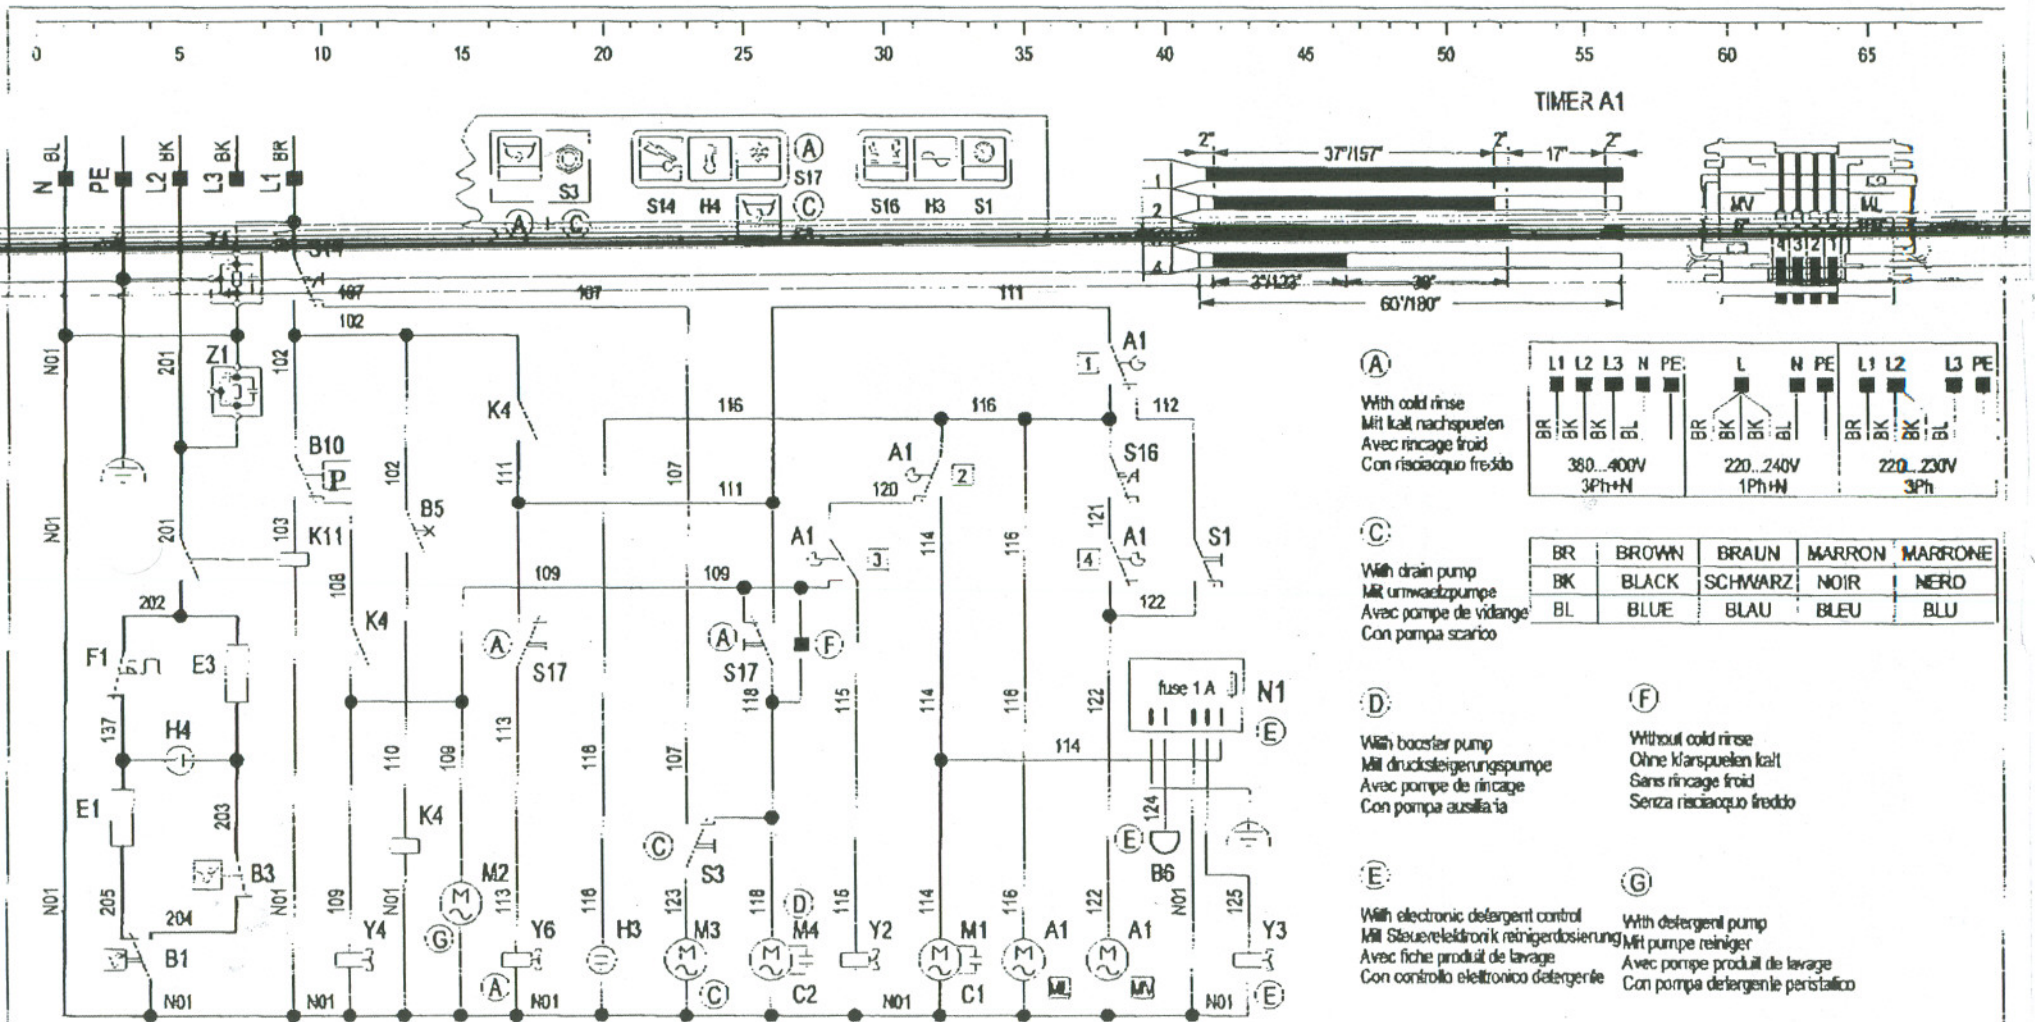 0 5 10 15 20 25 30 35 40 45 50 55 60 65
TIMER A1
BL BK BK BR
N PE L2 L3 L1
S3
A C
S14 H4
A
S17
C
S16 H3 S1
2" 37"/157" 2" 17" 2"
1
2
4
3"/123"
60"/180"
MV ML
4 3 2 1
107 107 111
102
N01 201 Z1 102
A1
1
K4 116 116 112
B10 P
102 111 107
A1 2
S16
111 120
N01 201 103 K11 B5
A1 3
114 116 121
A1 4
S1
108 109 109
202 122
K4
F1 E3
A S17
A S17
F
118 115 114 116 122
fuse 1 A
N1
E
137 H4
110 109 113 116 107
114
E1 203
K4
C S3
124
E
B6
B3
M2
N01 205 204 N01 109 N01 113 116 123 118 115 114 116 122 N01 125
D
G
B1 Y4 Y6 H3 M3 M4 Y2 M1 A1 A1 Y3
A C C2 C1 ML MV E
N01 N01 N01 N01 N01
A
With cold rinse
Mit kalt nachspuelen
Avec rincage froid
Con risciacquo freddo
L1 L2 L3 N PE L N PE L1 L2 L3 PE
BR BK BK BL BR BK BK BL BR BK BK BL
380...400V 220...240V 220...230V
3Ph+N 1Ph+N 3Ph
C
With drain pump
Mit umwaelzpumpe
Avec pompe de vidange
Con pompa scarico
BR BROWN BRAUN MARRON MARRONE
BK BLACK SCHWARZ NOIR NERO
BL BLUE BLAU BLEU BLU
D
With booster pump
Mit drucksteigerungspumpe
Avec pompe de rincage
Con pompa ausiliaria
F
Without cold rinse
Ohne klarspuelen kalt
Sans rincage froid
Senza risciacquo freddo
E
With electronic detergent control
Mit Steuerelektronik reinigerdosierung
Avec fiche produit de lavage
Con controllo elettronico detergente
G
With detergent pump
Mit pumpe reiniger
Avec pompe produit de lavage
Con pompa detergente peristaltico